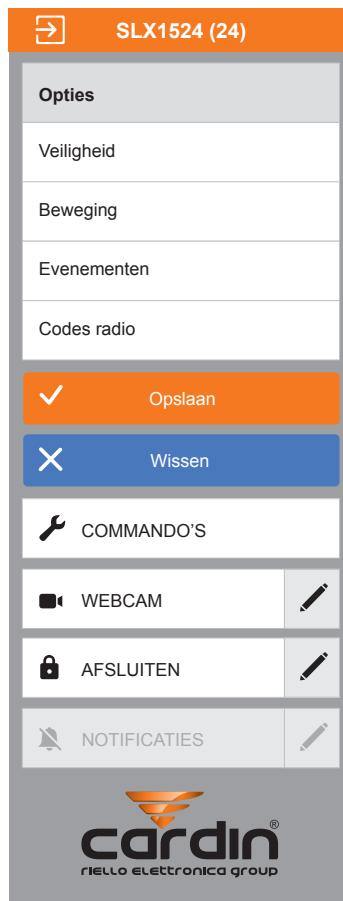 SLX1524 (24)
Opties
Veiligheid
Beweging
Evenementen
Codes radio
Opslaan
Wissen
COMMANDO'S
WEBCAM
AFSLUITEN
NOTIFICATIES
cardin®
riello elettronica group